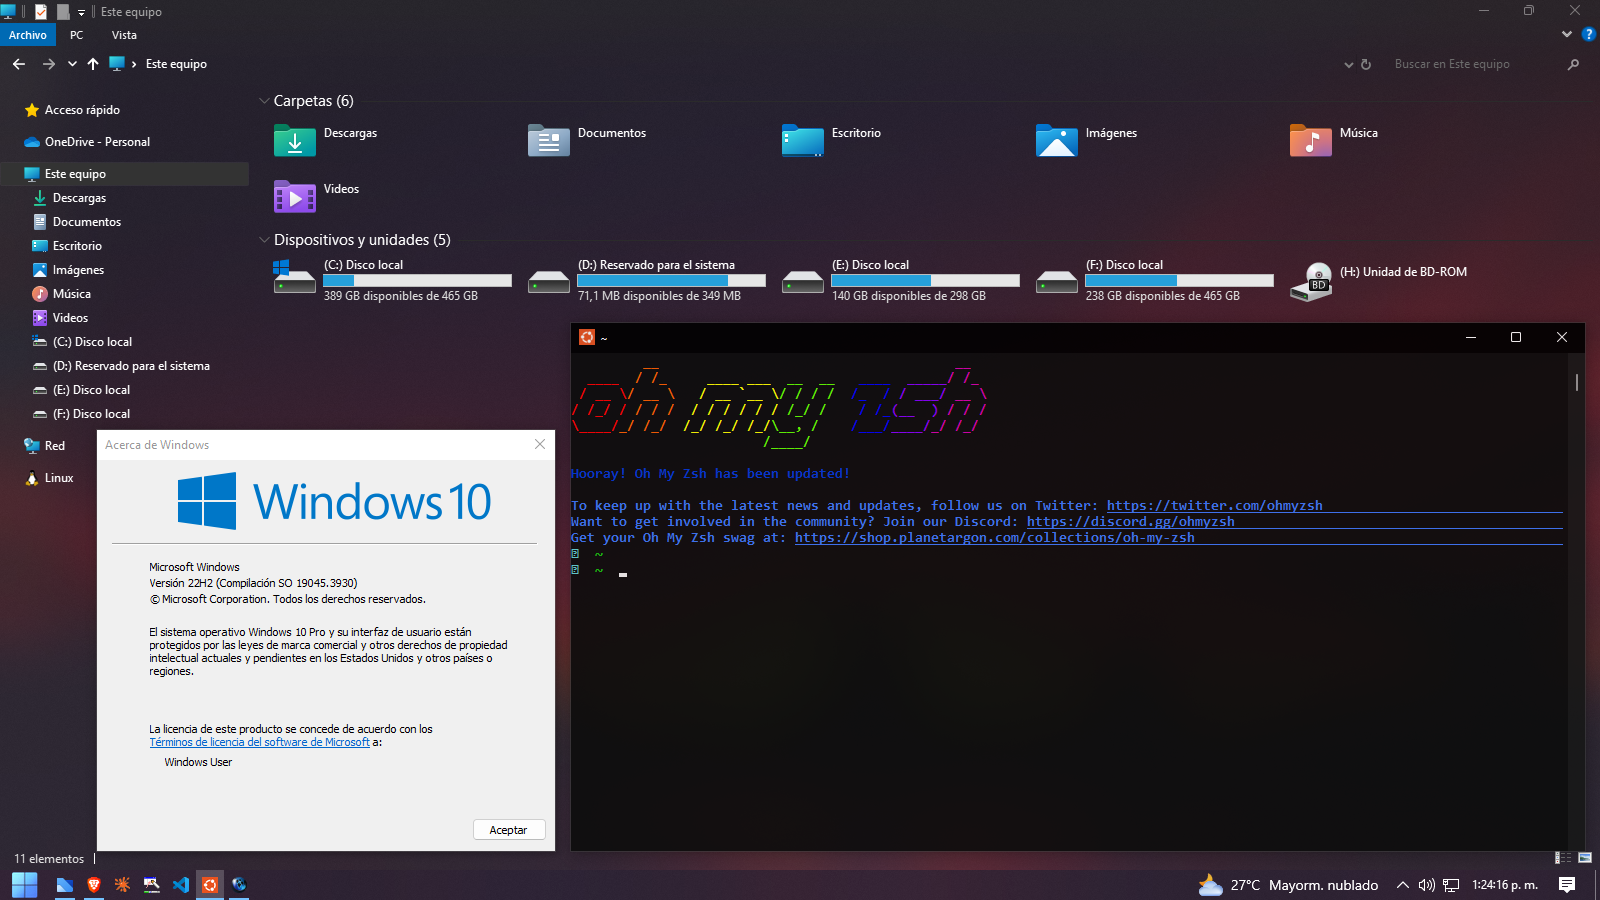 Este equipo
Archivo
PC
Vista
Este equipo
Buscar en Este equipo
Acceso rápido
OneDrive - Personal
Este equipo
Descargas
Documentos
Escritorio
Imágenes
Música
Videos
(C:) Disco local
(D:) Reservado para el sistema
(E:) Disco local
(F:) Disco local
Red
Linux
Carpetas (6)
Descargas
Documentos
Escritorio
Imágenes
Música
Videos
Dispositivos y unidades (5)
(C:) Disco local
389 GB disponibles de 465 GB
(D:) Reservado para el sistema
71,1 MB disponibles de 349 MB
(E:) Disco local
140 GB disponibles de 298 GB
(F:) Disco local
238 GB disponibles de 465 GB
BD
(H:) Unidad de BD-ROM
~
oh my zsh
Hooray! Oh My Zsh has been updated!
To keep up with the latest news and updates, follow us on Twitter: https://twitter.com/ohmyzsh
Want to get involved in the community? Join our Discord: https://discord.gg/ohmyzsh
Get your Oh My Zsh swag at: https://shop.planetargon.com/collections/oh-my-zsh
~
~
Acerca de Windows
Windows 10
Microsoft Windows
Versión 22H2 (Compilación SO 19045.3930)
© Microsoft Corporation. Todos los derechos reservados.
El sistema operativo Windows 10 Pro y su interfaz de usuario están
protegidos por las leyes de marca comercial y otros derechos de propiedad
intelectual actuales y pendientes en los Estados Unidos y otros países o
regiones.
La licencia de este producto se concede de acuerdo con los
Términos de licencia del software de Microsoft a:
Windows User
Aceptar
11 elementos
27°C Mayorm. nublado
1:24:16 p. m.